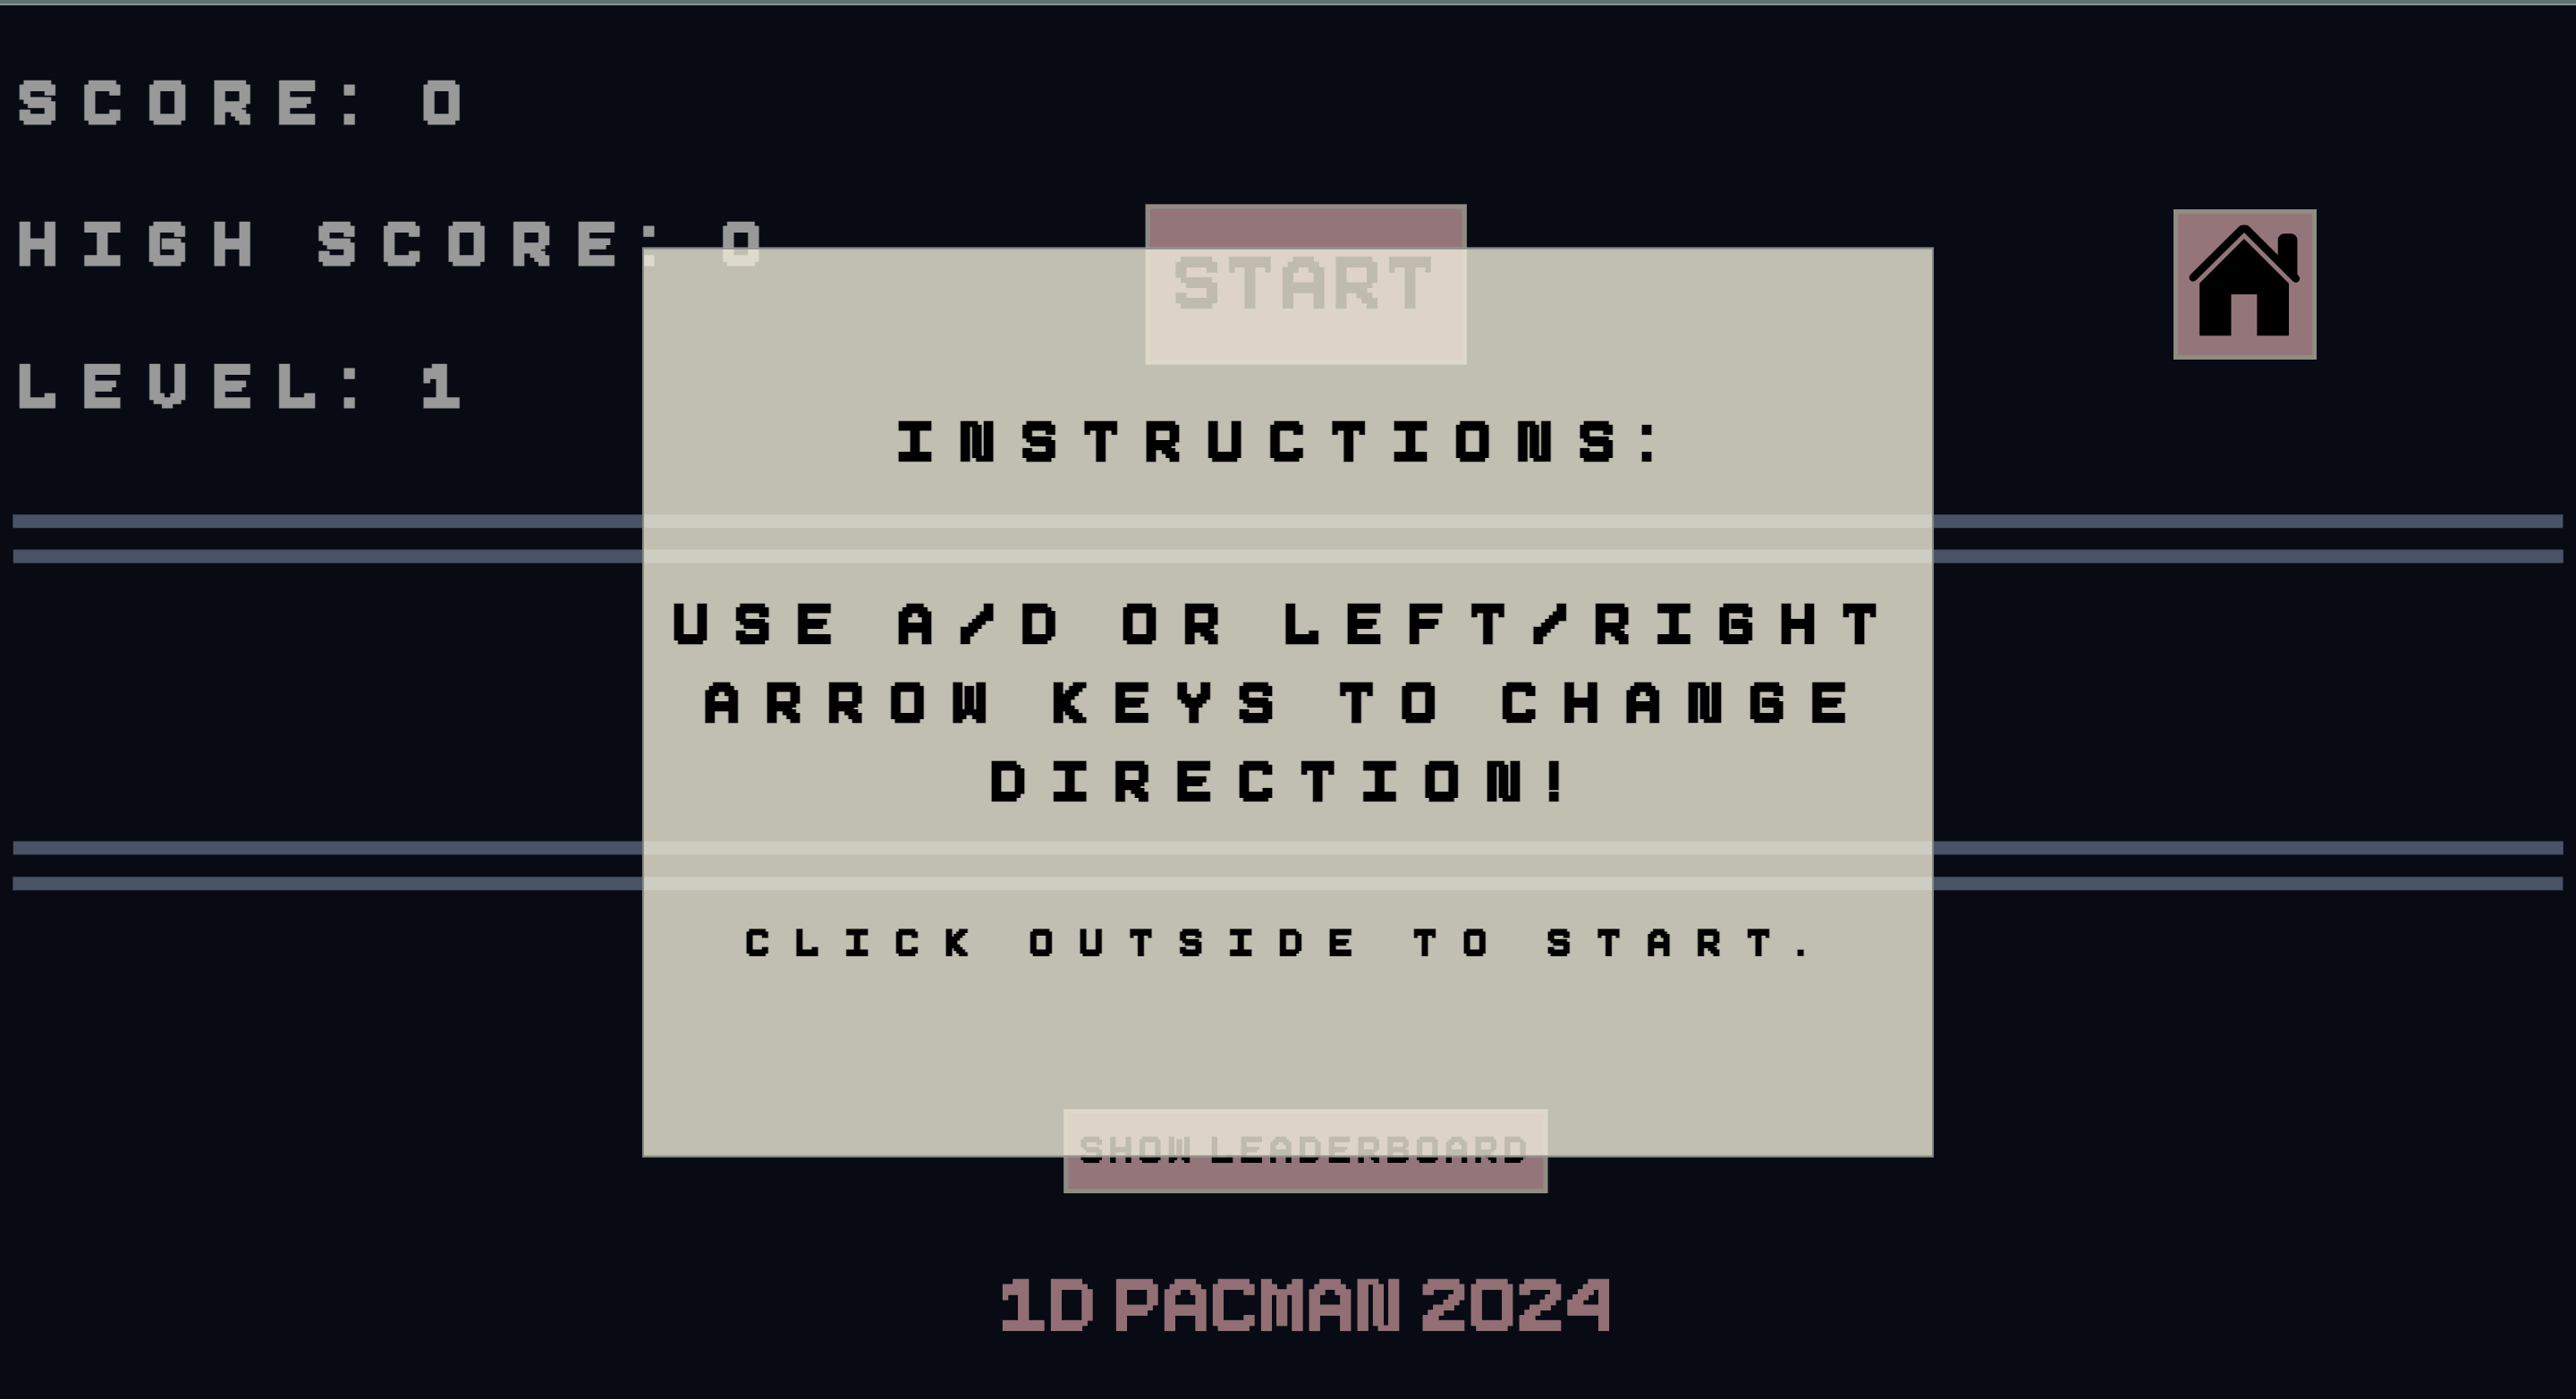 SCORE: 0
HIGH SCORE: 0
LEVEL: 1
START
INSTRUCTIONS:
USE A/D OR LEFT/RIGHT
ARROW KEYS TO CHANGE
DIRECTION!
CLICK OUTSIDE TO START.
SHOW LEADERBOARD
1D PACMAN 2024